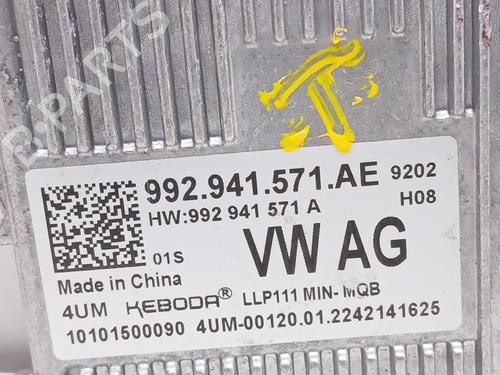 B-PARTS
T
992.941.571.AE 9202
HW:992 941 571 A H08
01S VW AG
Made in China
4UM KEBODA® LLP111 MIN-MQB
10101500090 4UM-00120.01.2242141625